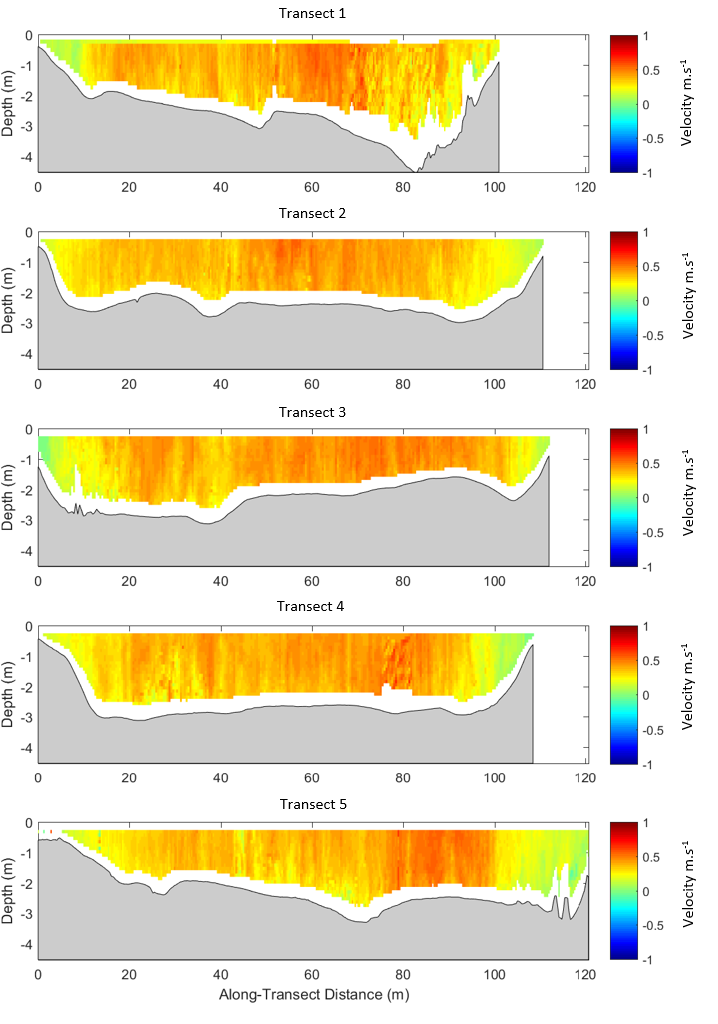 Transect 1
0
-1
-2
-3
-4
Depth (m)
0 20 40 60 80 100 120
1
0.5
0
-0.5
-1
Velocity m.s⁻¹
Transect 2
0
-1
-2
-3
-4
Depth (m)
0 20 40 60 80 100 120
1
0.5
0
-0.5
-1
Velocity m.s⁻¹
Transect 3
0
-1
-2
-3
-4
Depth (m)
0 20 40 60 80 100 120
1
0.5
0
-0.5
-1
Velocity m.s⁻¹
Transect 4
0
-1
-2
-3
-4
Depth (m)
0 20 40 60 80 100 120
1
0.5
0
-0.5
-1
Velocity m.s⁻¹
Transect 5
0
-1
-2
-3
-4
Depth (m)
0 20 40 60 80 100 120
Along-Transect Distance (m)
1
0.5
0
-0.5
-1
Velocity m.s⁻¹